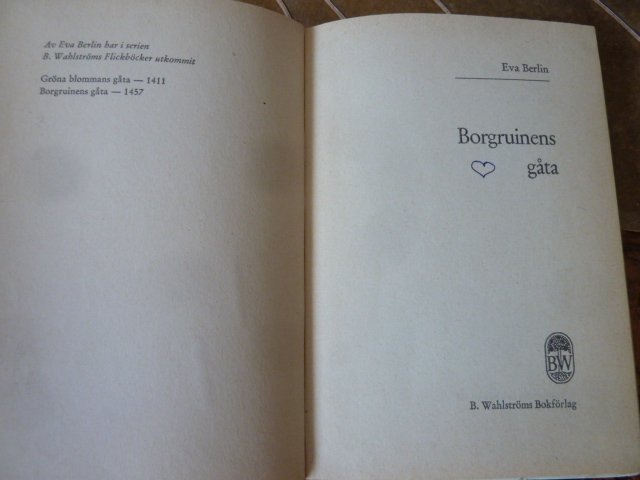 Av Eva Berlin har i serien
B. Wahlströms Flickböcker utkommit
Gröna blommans gåta — 1411
Borgruinens gåta — 1457
Eva Berlin
Borgruinens
gåta
BW
B. Wahlströms Bokförlag